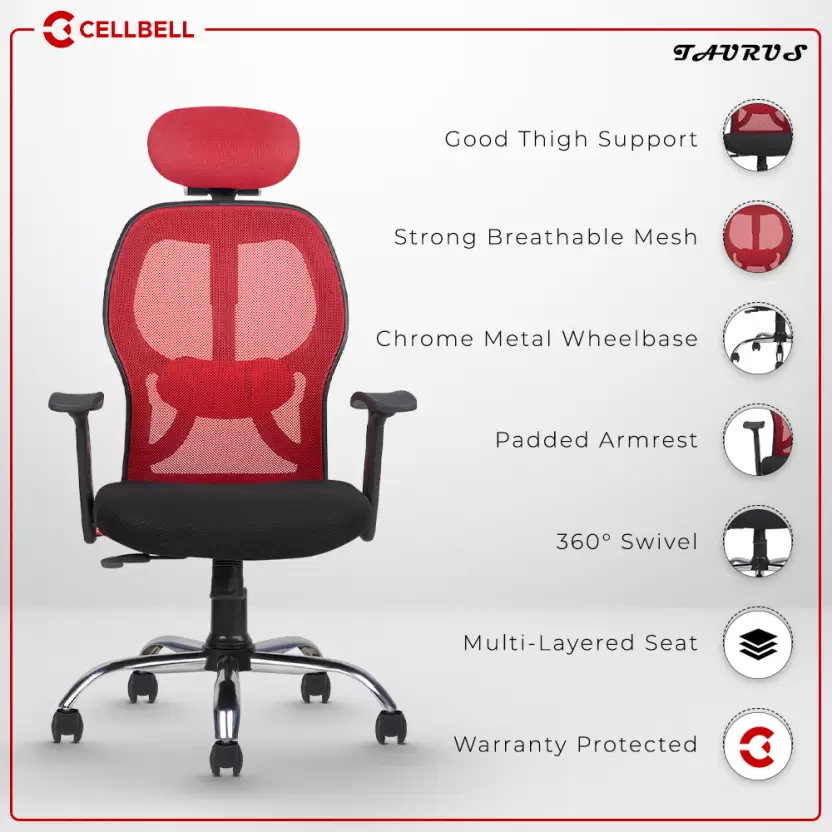 CELLBELL
TAURUS
Good Thigh Support
Strong Breathable Mesh
Chrome Metal Wheelbase
Padded Armrest
360° Swivel
Multi-Layered Seat
Warranty Protected